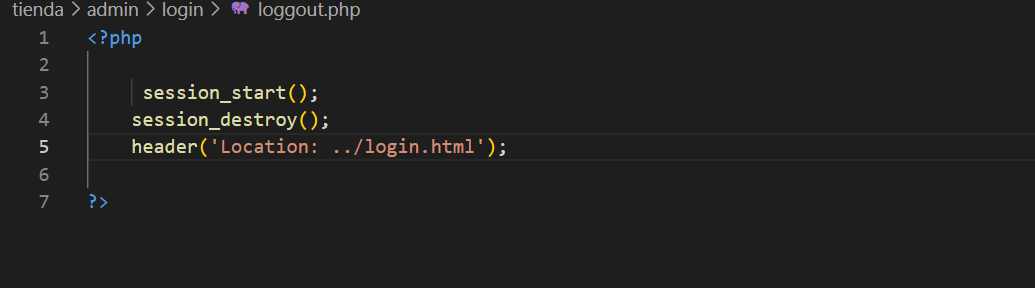 tienda > admin > login > loggout.php
1 <?php
2
3 session_start();
4 session_destroy();
5 header('Location: ../login.html');
6
7 ?>